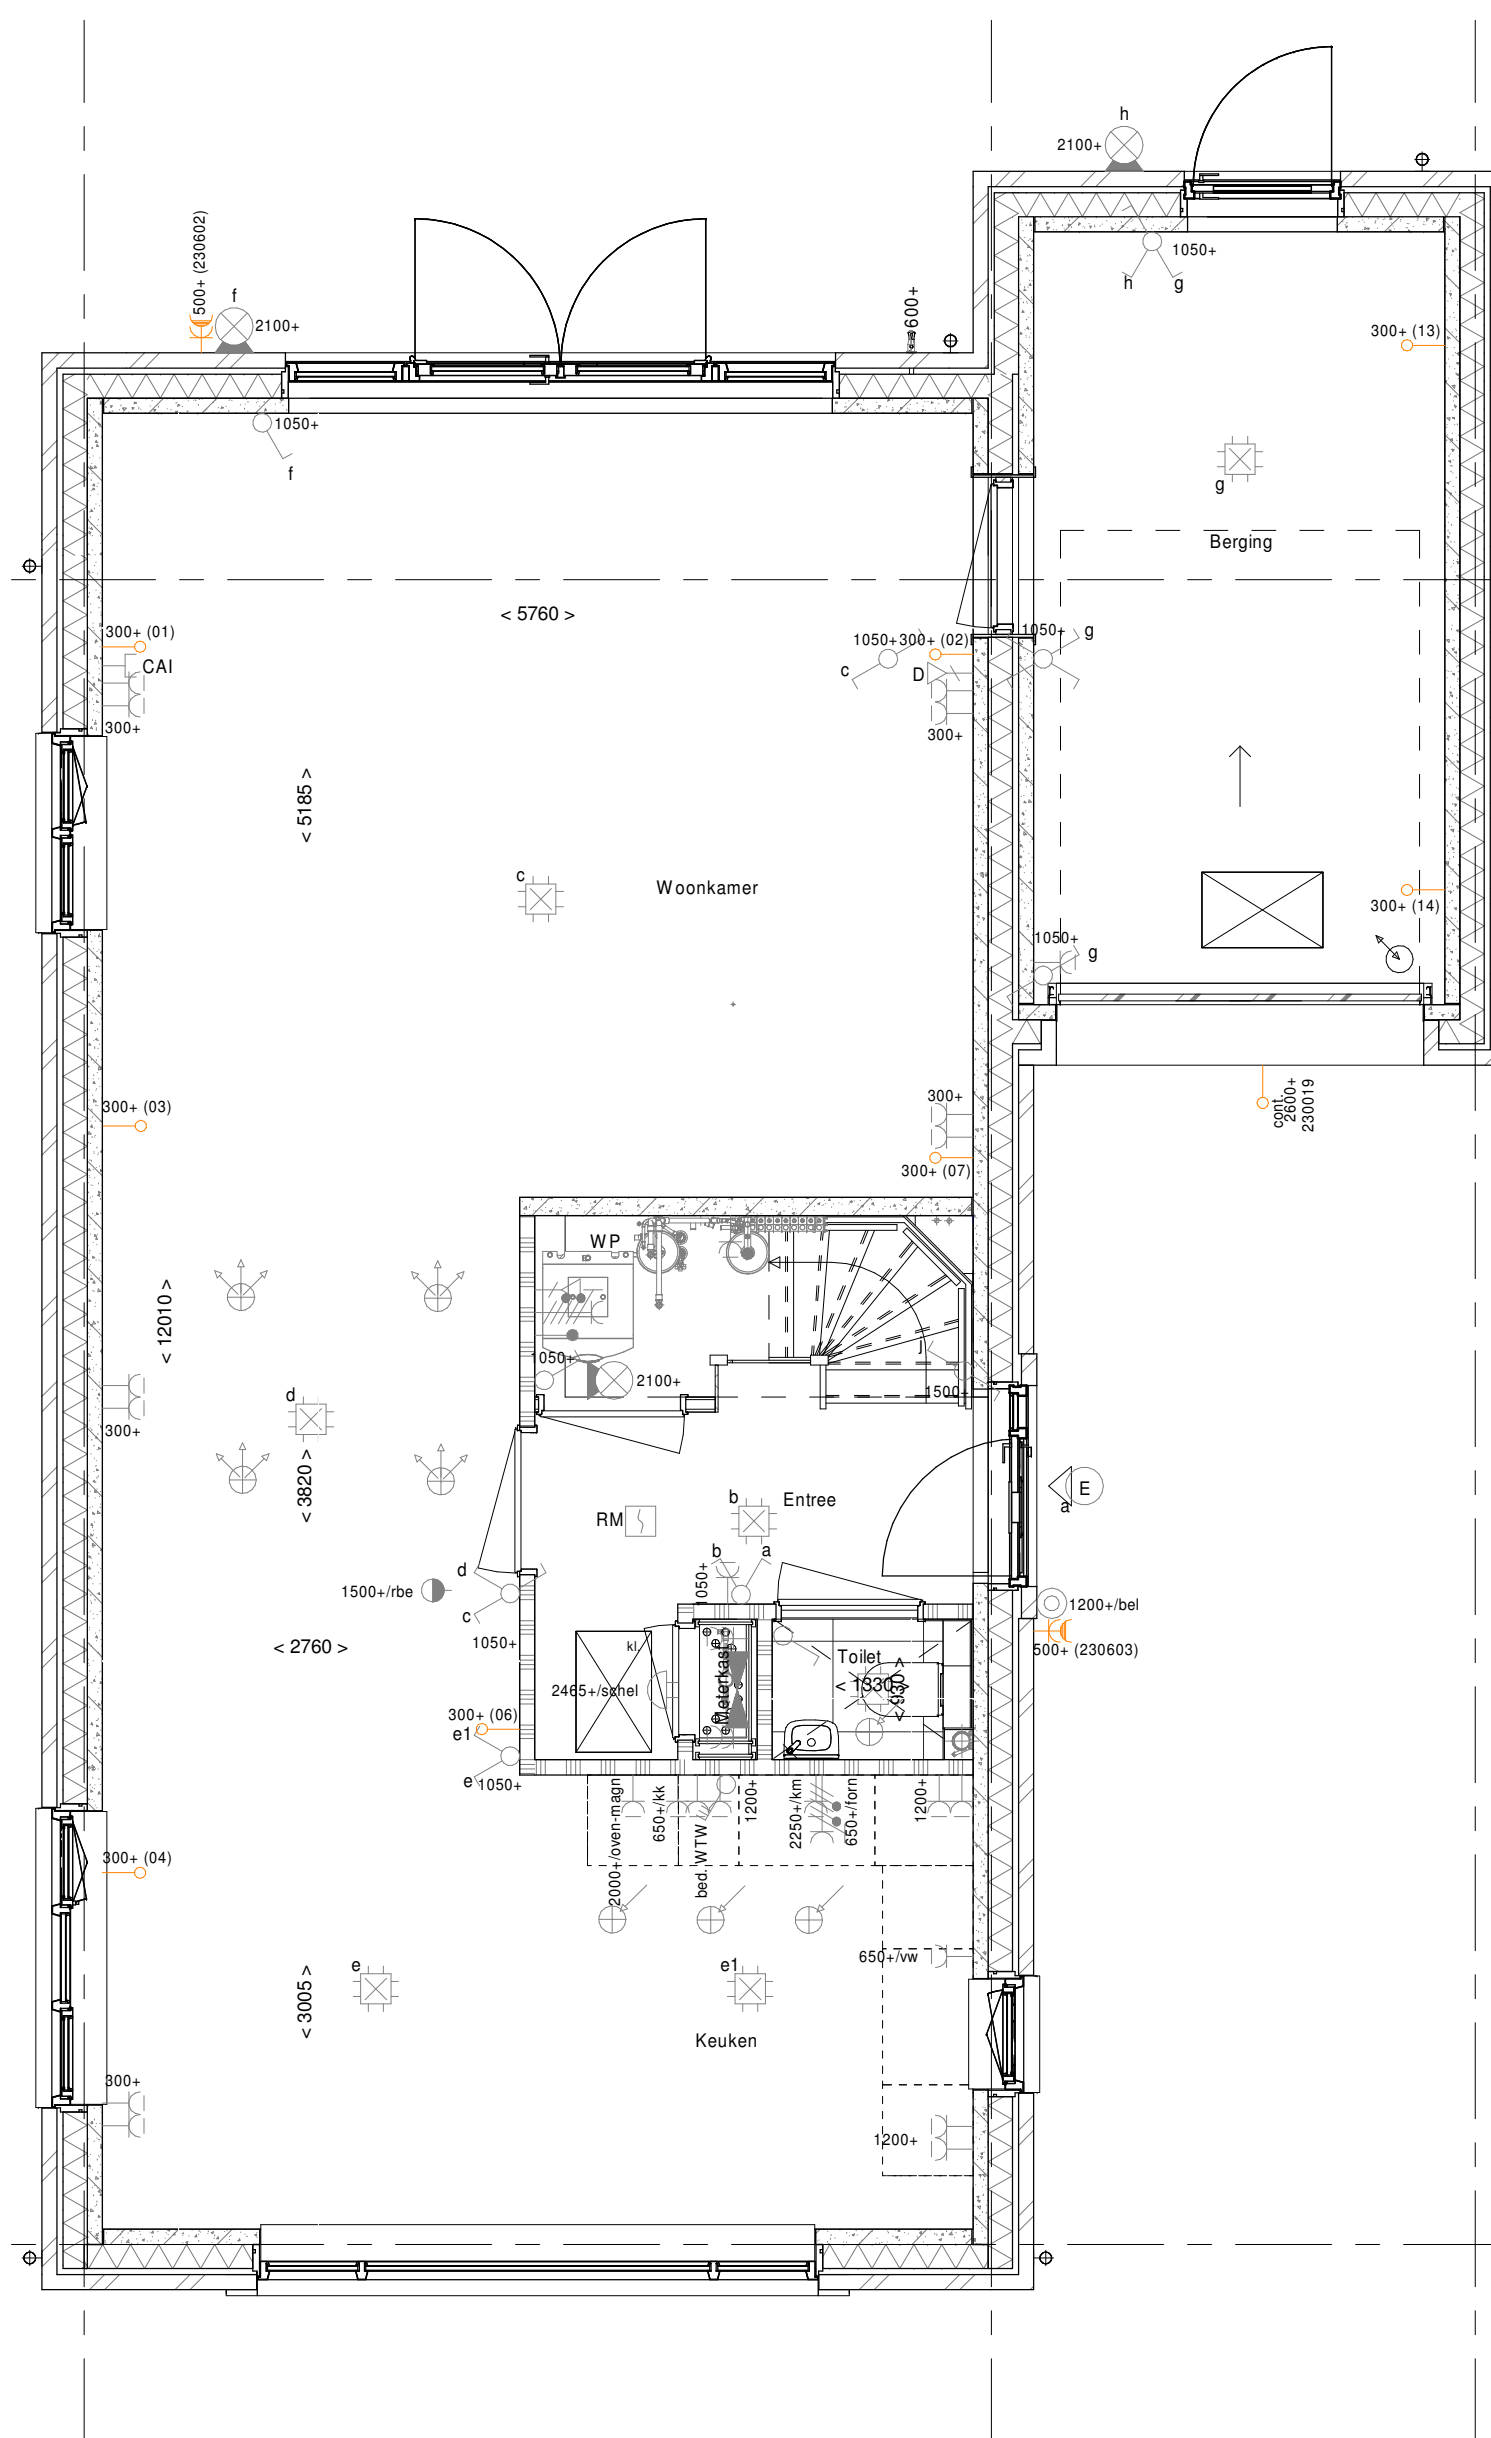 h
2100+
500+ (230602)
f
2100+
600+
1050+
h
g
300+ (13)
1050+
f
g
Berging
< 5760 >
300+ (01)
CAI
300+
1050+
300+ (02)
c
D
300+
1050+
g
< 5185 >
c
Woonkamer
300+ (14)
1050+
g
cont.
2600+
230019
300+ (03)
300+
300+ (07)
WP
< 12010 >
1050+
2100+
j
1500+
d
300+
< 3820 >
E
a
RM
b
Entree
b
a
1050+
d
1500+/rbe
c
1050+
1200+/bel
500+ (230603)
< 2760 >
kl.
2465+/schel
Meterkast
Toilet
< 1330 >
< 930 >
300+ (06)
e1
e
1050+
2000+/oven-magn
650+/kk
bed. WTW
1200+
2250+/km
650+/forn
1200+
300+ (04)
650+/vw
e
e1
< 3005 >
Keuken
300+
1200+